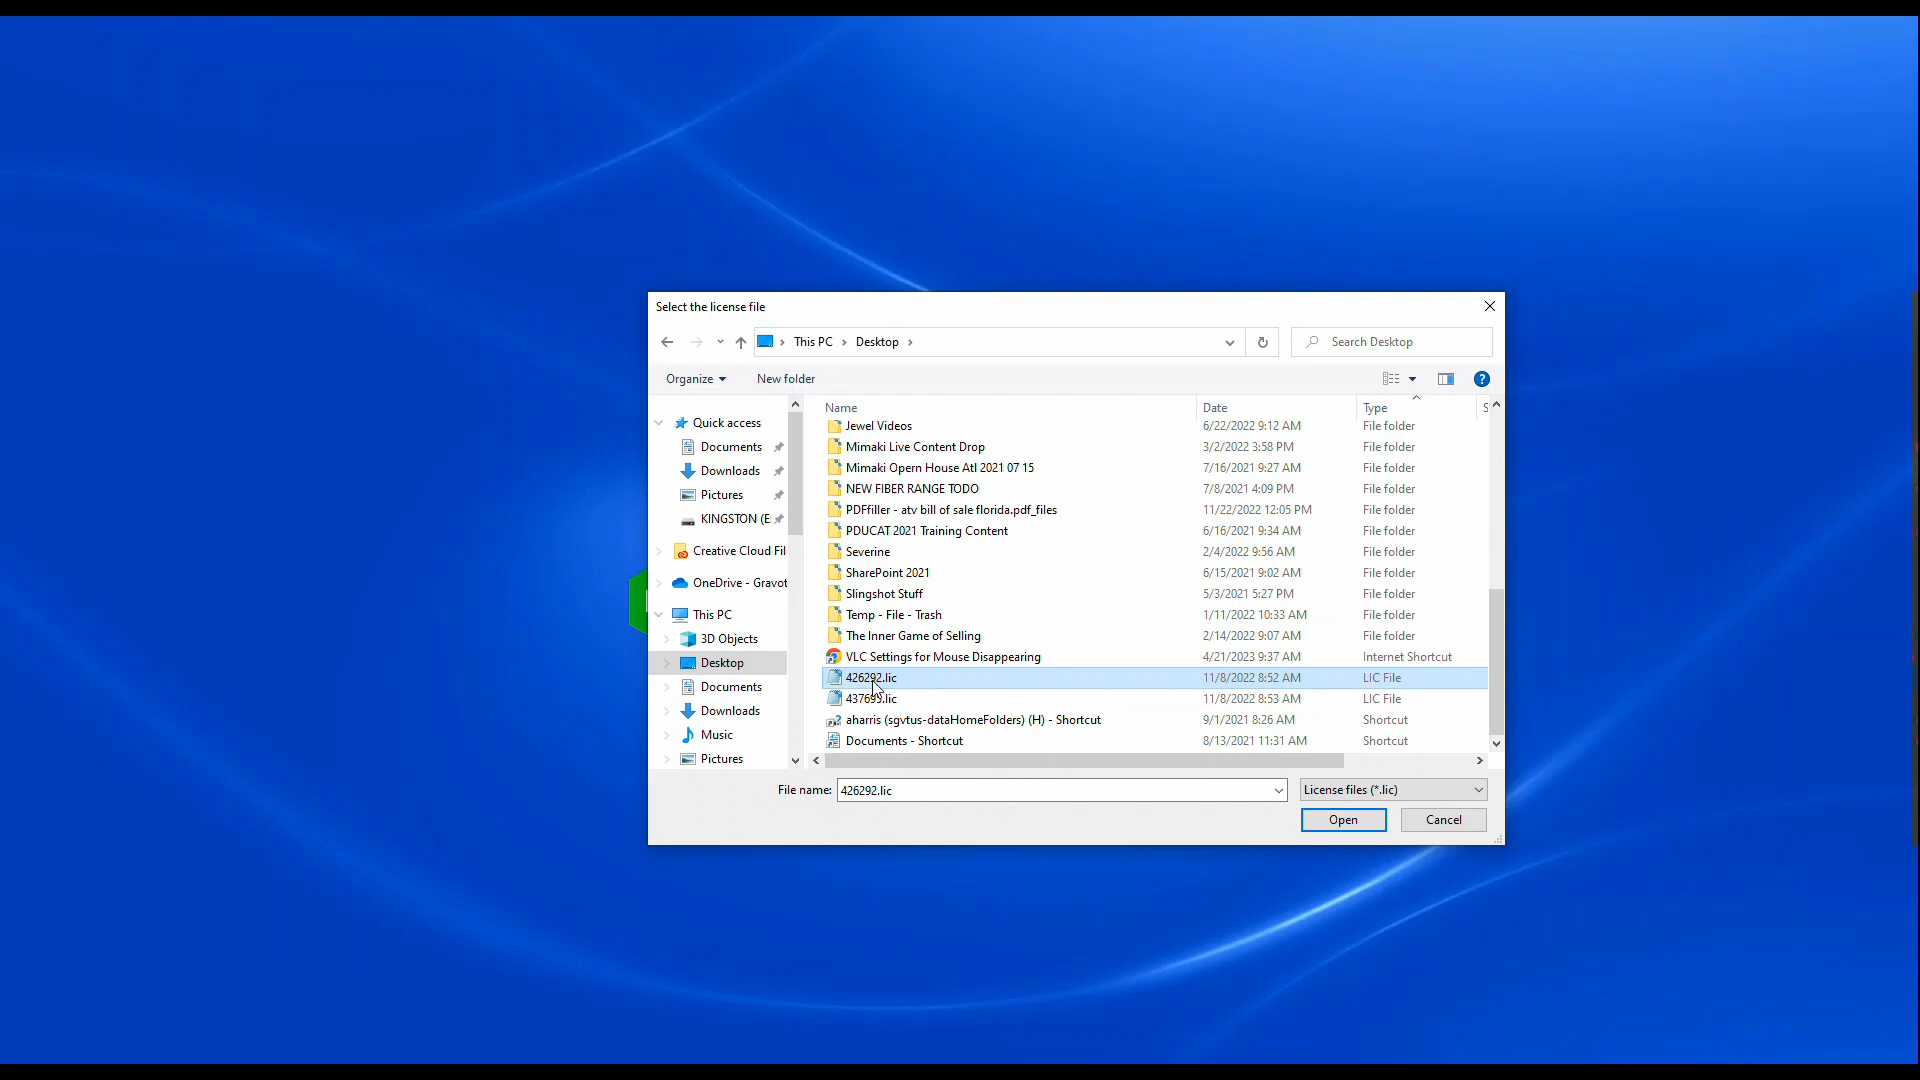 Select the license file
This PC Desktop
Search Desktop
Organize New folder
Name Date Type S
Quick access
Documents
Downloads
Pictures
KINGSTON (E
Creative Cloud Fil
OneDrive - Gravot
This PC
3D Objects
Desktop
Documents
Downloads
Music
Pictures
Jewel Videos 6/22/2022 9:12 AM File folder
Mimaki Live Content Drop 3/2/2022 3:58 PM File folder
Mimaki Opern House Atl 2021 07 15 7/16/2021 9:27 AM File folder
NEW FIBER RANGE TODO 7/8/2021 4:09 PM File folder
PDFfiller - atv bill of sale florida.pdf_files 11/22/2022 12:05 PM File folder
PDUCAT 2021 Training Content 6/16/2021 9:34 AM File folder
Severine 2/4/2022 9:56 AM File folder
SharePoint 2021 6/15/2021 9:02 AM File folder
Slingshot Stuff 5/3/2021 5:27 PM File folder
Temp - File - Trash 1/11/2022 10:33 AM File folder
The Inner Game of Selling 2/14/2022 9:07 AM File folder
VLC Settings for Mouse Disappearing 4/21/2023 9:37 AM Internet Shortcut
426292.lic 11/8/2022 8:52 AM LIC File
11/8/2022 8:53 AM LIC File
aharris (sgvtus-dataHomeFolders) (H) - Shortcut 9/1/2021 8:26 AM Shortcut
Documents - Shortcut 8/13/2021 11:31 AM Shortcut
File name: 426292.lic License files (*.lic)
Open Cancel